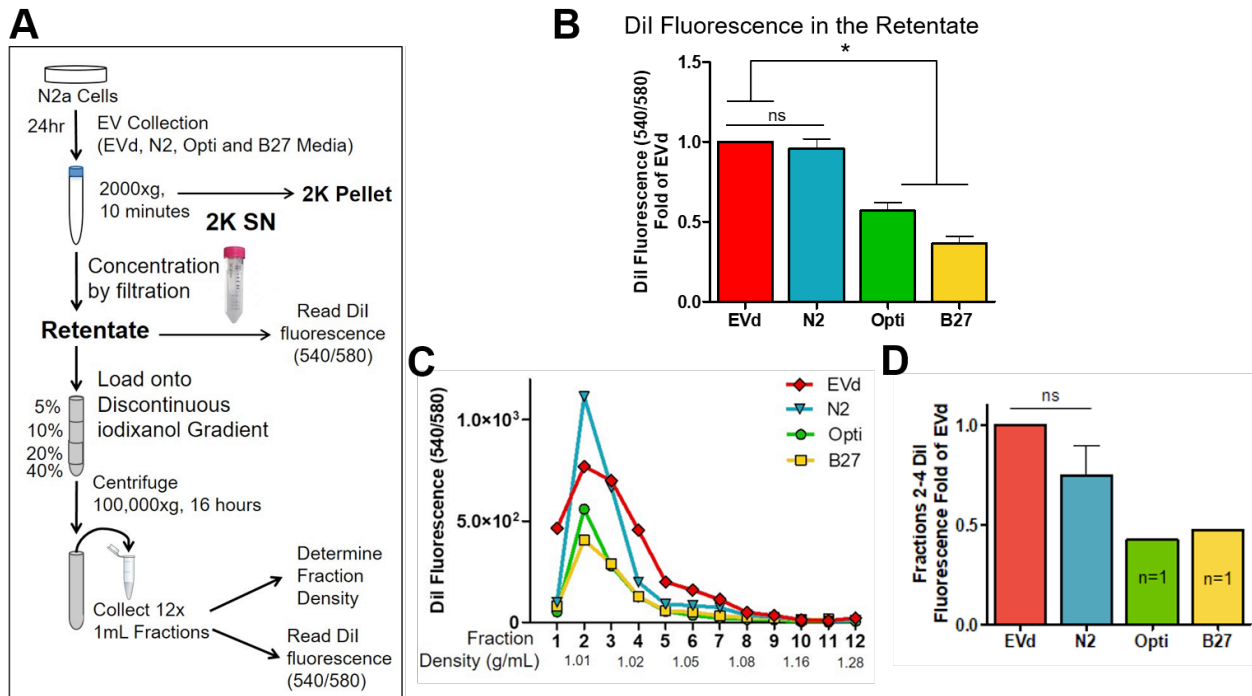 A
N2a Cells
24hr
EV Collection
(EVd, N2, Opti and B27 Media)
2000xg,
10 minutes
2K Pellet
2K SN
Concentration
by filtration
Retentate
Read DiI
fluorescence
(540/580)
Load onto
Discontinuous
iodixanol Gradient
5%
10%
20%
40%
Centrifuge
100,000xg, 16 hours
Collect 12x
1mL Fractions
Determine
Fraction
Density
Read DiI
fluorescence
(540/580)
B
DiI Fluorescence in the Retentate
DiI Fluorescence (540/580)
Fold of EVd
1.5
1.0
0.5
0.0
*
ns
EVd N2 Opti B27
C
DiI Fluorescence (540/580)
1.0×10³
5.0×10²
0
EVd
N2
Opti
B27
Fraction 1 2 3 4 5 6 7 8 9 10 11 12
Density (g/mL) 1.01 1.02 1.05 1.08 1.16 1.28
D
Fractions 2-4 DiI
Fluorescence Fold of EVd
1.0
0.5
0.0
ns
n=1
n=1
EVd N2 Opti B27